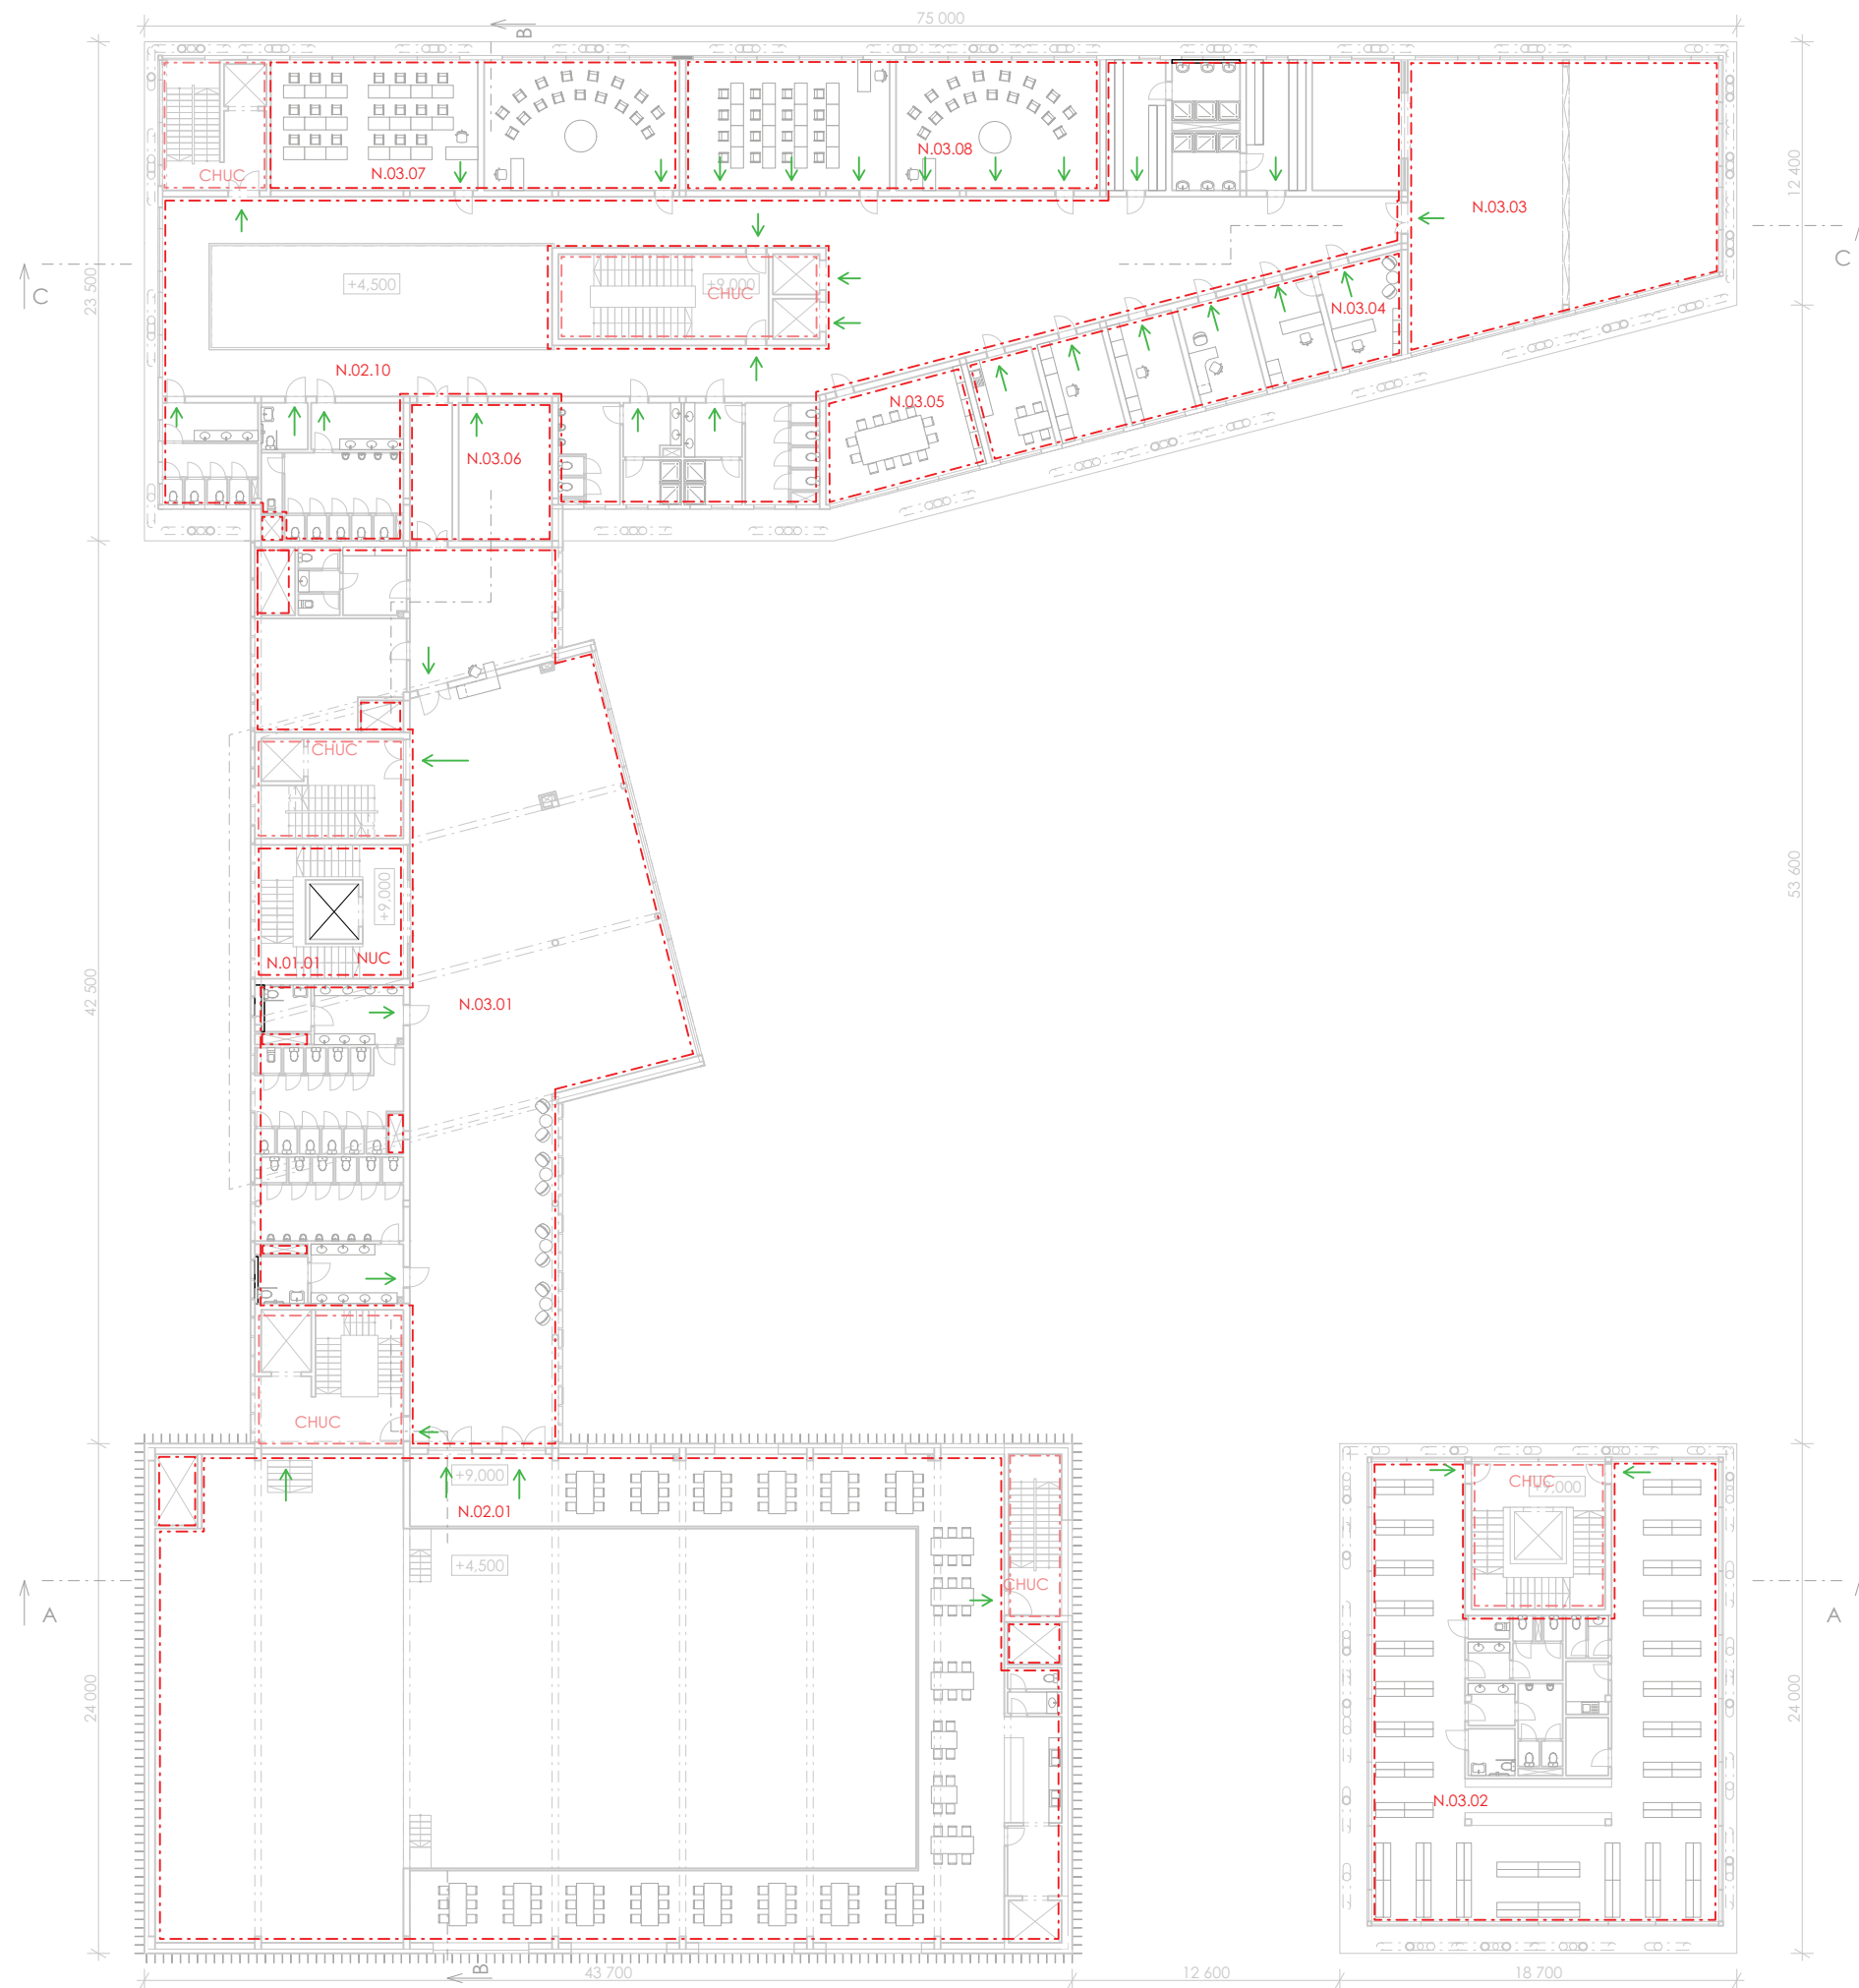 75 000
B
N.03.07
CHUC
N.03.08
N.03.03
12 400
C
C
23 500
+4,500
+9,000
CHUC
N.03.04
N.02.10
N.03.05
N.03.06
CHUC
+9,000
53 600
N.01.01
NUC
N.03.01
42 500
CHUC
+9,000
N.02.01
CHUC
+9,000
+4,500
CHUC
A
A
24 000
24 000
N.03.02
B
43 700
12 600
18 700